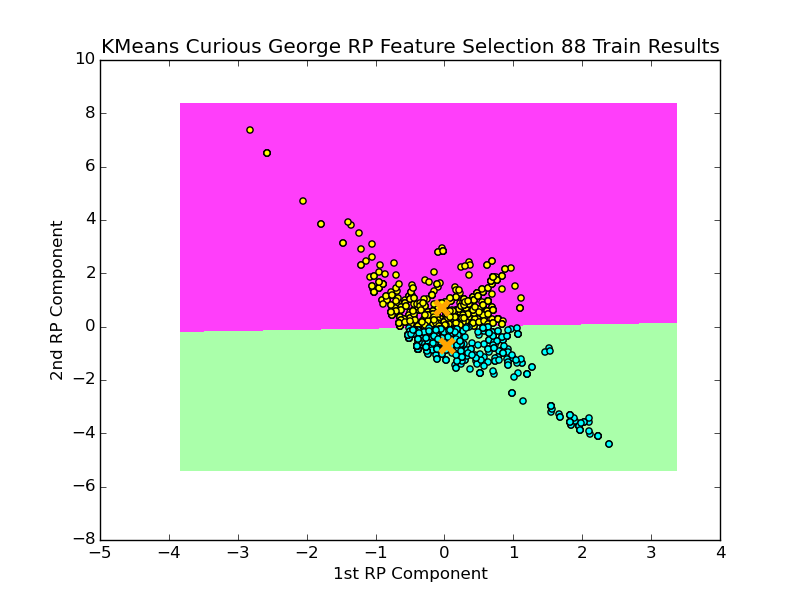 KMeans Curious George RP Feature Selection 88 Train Results
10
8
6
4
2
0
−2
−4
−6
−8
2nd RP Component
−5 −4 −3 −2 −1 0 1 2 3 4
1st RP Component